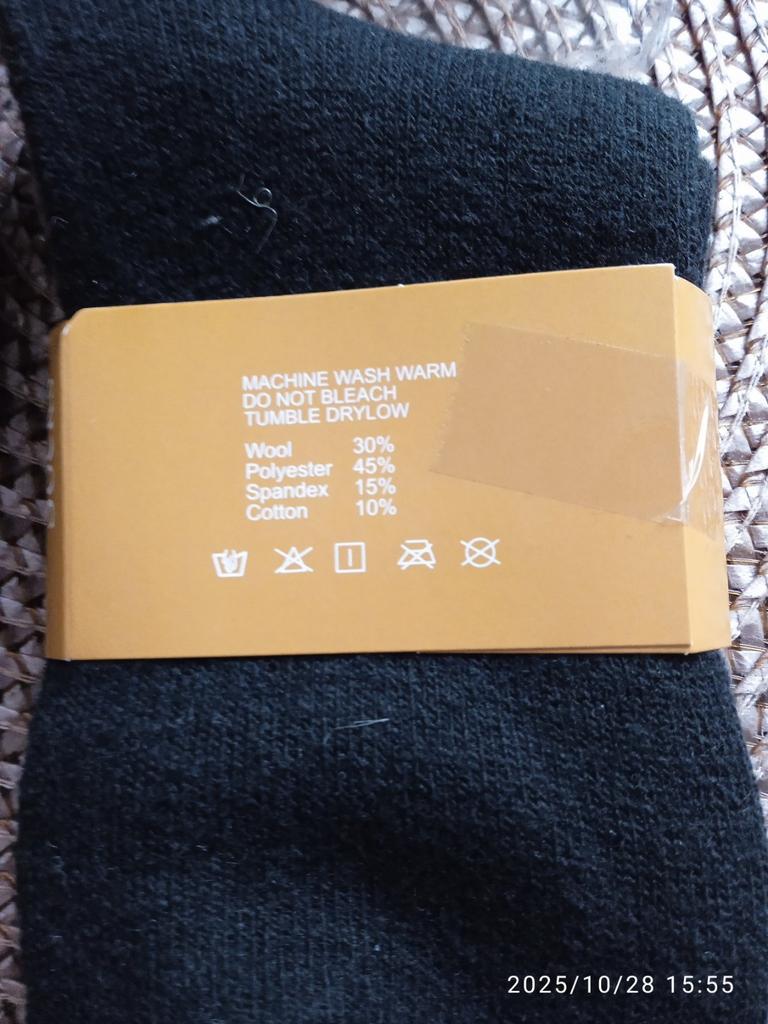 MACHINE WASH WARM
DO NOT BLEACH
TUMBLE DRYLOW
Wool 30%
Polyester 45%
Spandex 15%
Cotton 10%
2025/10/28 15:55